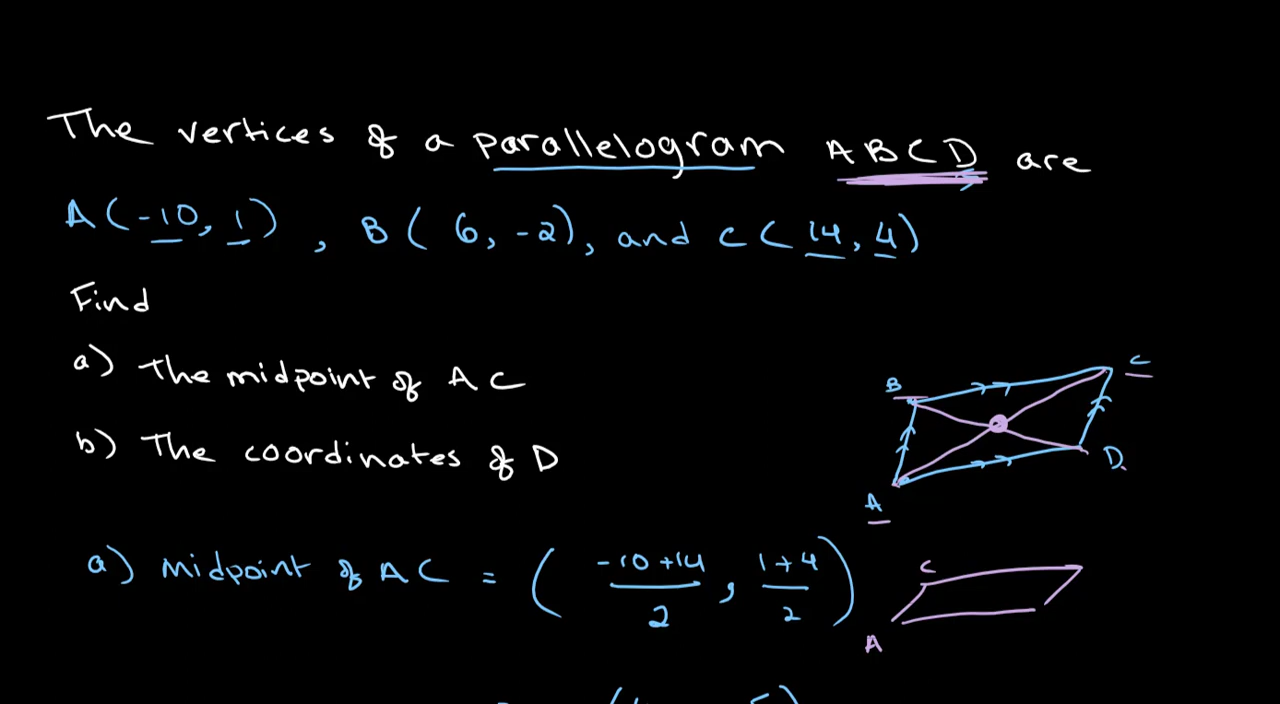 The vertices of a parallelogram ABCD are
A(-10, 1), B(6, -2), and C(14, 4)
Find
a) The midpoint of AC
b) The coordinates of D
B
C
D
A
a) midpoint of AC = (-10+14/2, 1+4/2)
C
A